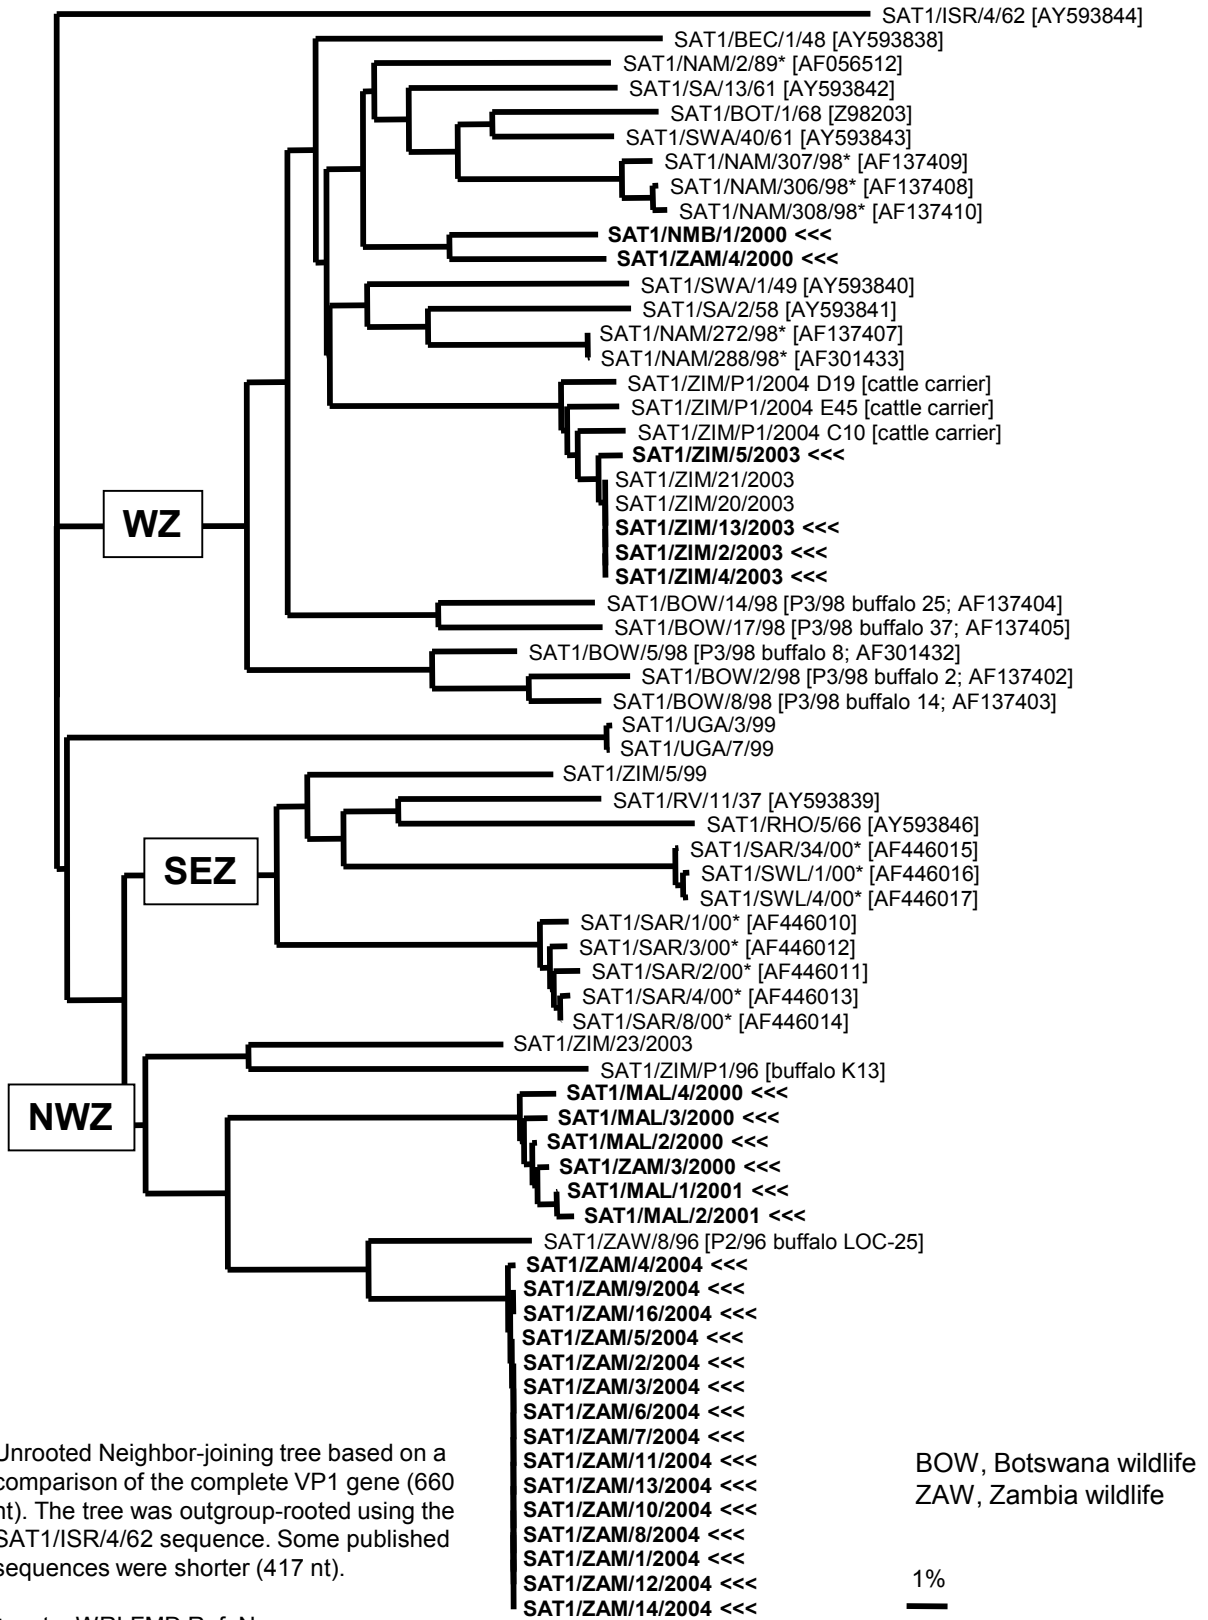 SAT1/ISR/4/62 [AY593844]
SAT1/BEC/1/48 [AY593838]
SAT1/NAM/2/89* [AF056512]
SAT1/SA/13/61 [AY593842]
SAT1/BOT/1/68 [Z98203]
SAT1/SWA/40/61 [AY593843]
SAT1/NAM/307/98* [AF137409]
SAT1/NAM/306/98* [AF137408]
SAT1/NAM/308/98* [AF137410]
SAT1/NMB/1/2000 <<<
SAT1/ZAM/4/2000 <<<
SAT1/SWA/1/49 [AY593840]
SAT1/SA/2/58 [AY593841]
SAT1/NAM/272/98* [AF137407]
SAT1/NAM/288/98* [AF301433]
SAT1/ZIM/P1/2004 D19 [cattle carrier]
SAT1/ZIM/P1/2004 E45 [cattle carrier]
SAT1/ZIM/P1/2004 C10 [cattle carrier]
SAT1/ZIM/5/2003 <<<
SAT1/ZIM/21/2003
SAT1/ZIM/20/2003
WZ
SAT1/ZIM/13/2003 <<<
SAT1/ZIM/2/2003 <<<
SAT1/ZIM/4/2003 <<<
SAT1/BOW/14/98 [P3/98 buffalo 25; AF137404]
SAT1/BOW/17/98 [P3/98 buffalo 37; AF137405]
SAT1/BOW/5/98 [P3/98 buffalo 8; AF301432]
SAT1/BOW/2/98 [P3/98 buffalo 2; AF137402]
SAT1/BOW/8/98 [P3/98 buffalo 14; AF137403]
SAT1/UGA/3/99
SAT1/UGA/7/99
SAT1/ZIM/5/99
SAT1/RV/11/37 [AY593839]
SAT1/RHO/5/66 [AY593846]
SAT1/SAR/34/00* [AF446015]
SEZ
SAT1/SWL/1/00* [AF446016]
SAT1/SWL/4/00* [AF446017]
SAT1/SAR/1/00* [AF446010]
SAT1/SAR/3/00* [AF446012]
SAT1/SAR/2/00* [AF446011]
SAT1/SAR/4/00* [AF446013]
SAT1/SAR/8/00* [AF446014]
SAT1/ZIM/23/2003
SAT1/ZIM/P1/96 [buffalo K13]
SAT1/MAL/4/2000 <<<
NWZ
SAT1/MAL/3/2000 <<<
SAT1/MAL/2/2000 <<<
SAT1/ZAM/3/2000 <<<
SAT1/MAL/1/2001 <<<
SAT1/MAL/2/2001 <<<
SAT1/ZAW/8/96 [P2/96 buffalo LOC-25]
SAT1/ZAM/4/2004 <<<
SAT1/ZAM/9/2004 <<<
SAT1/ZAM/16/2004 <<<
SAT1/ZAM/5/2004 <<<
SAT1/ZAM/2/2004 <<<
SAT1/ZAM/3/2004 <<<
SAT1/ZAM/6/2004 <<<
SAT1/ZAM/7/2004 <<<
SAT1/ZAM/11/2004 <<<
SAT1/ZAM/13/2004 <<<
SAT1/ZAM/10/2004 <<<
SAT1/ZAM/8/2004 <<<
SAT1/ZAM/1/2004 <<<
SAT1/ZAM/12/2004 <<<
SAT1/ZAM/14/2004 <<<
Unrooted Neighbor-joining tree based on a
comparison of the complete VP1 gene (660
nt). The tree was outgroup-rooted using the
SAT1/ISR/4/62 sequence. Some published
sequences were shorter (417 nt).
BOW, Botswana wildlife
ZAW, Zambia wildlife
1%